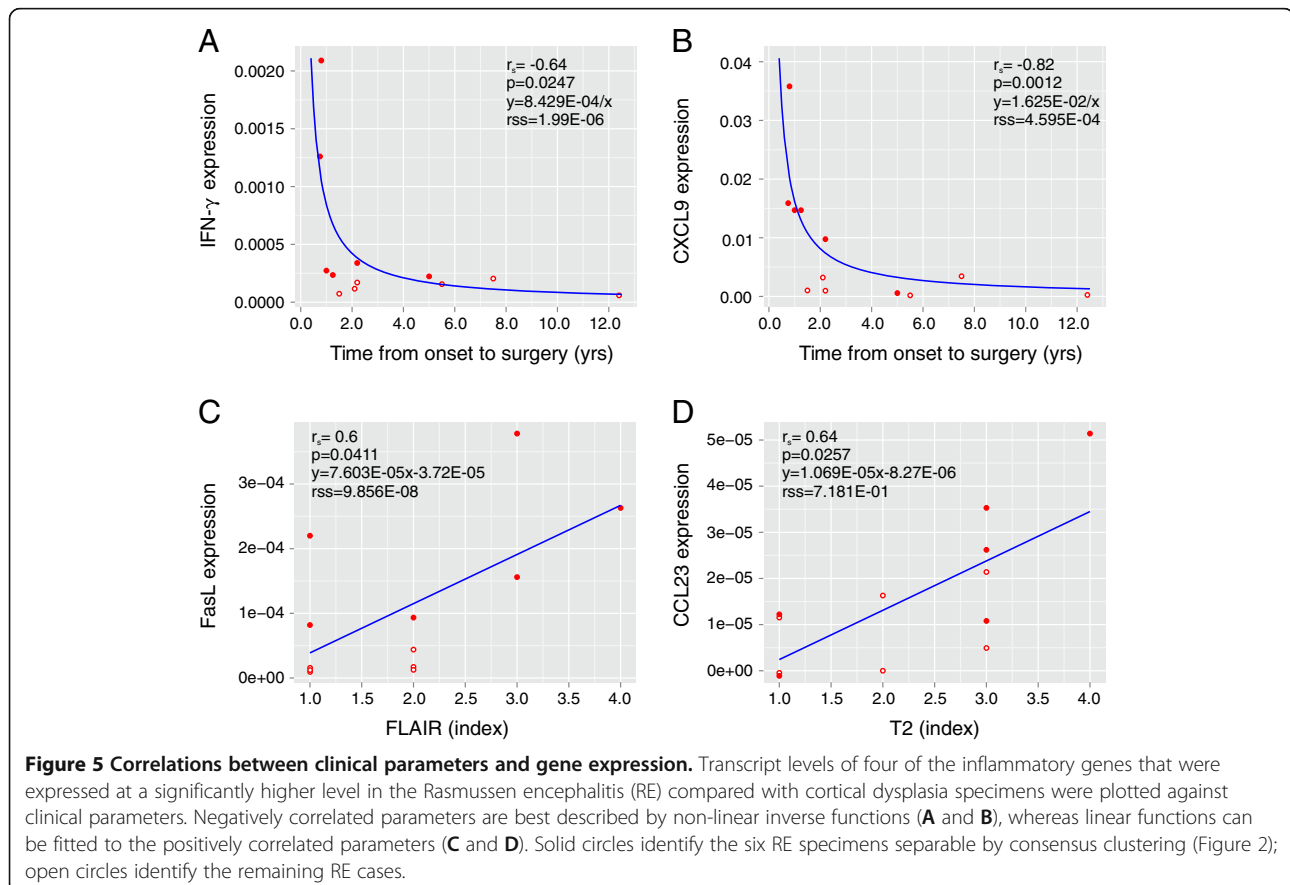 A
0.0020
0.0015
0.0010
0.0005
0.0000
IFN-γ expression
rs= -0.64
p=0.0247
y=8.429E-04/x
rss=1.99E-06
0.0 2.0 4.0 6.0 8.0 10.0 12.0
Time from onset to surgery (yrs)
B
0.04
0.03
0.02
0.01
0.00
CXCL9 expression
rs= -0.82
p=0.0012
y=1.625E-02/x
rss=4.595E-04
0.0 2.0 4.0 6.0 8.0 10.0 12.0
Time from onset to surgery (yrs)
C
3e−04
2e−04
1e−04
0e+00
FasL expression
rs= 0.6
p=0.0411
y=7.603E-05x-3.72E-05
rss=9.856E-08
1.0 1.5 2.0 2.5 3.0 3.5 4.0
FLAIR (index)
D
5e−05
4e−05
3e−05
2e−05
1e−05
0e+00
CCL23 expression
rs= 0.64
p=0.0257
y=1.069E-05x-8.27E-06
rss=7.181E-01
1.0 1.5 2.0 2.5 3.0 3.5 4.0
T2 (index)
Figure 5 Correlations between clinical parameters and gene expression. Transcript levels of four of the inflammatory genes that were
expressed at a significantly higher level in the Rasmussen encephalitis (RE) compared with cortical dysplasia specimens were plotted against
clinical parameters. Negatively correlated parameters are best described by non-linear inverse functions (A and B), whereas linear functions can
be fitted to the positively correlated parameters (C and D). Solid circles identify the six RE specimens separable by consensus clustering (Figure 2);
open circles identify the remaining RE cases.